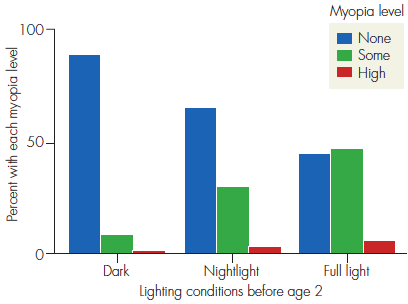 Myopia level
None
Some
High
Percent with each myopia level
100
50
0
Dark Nightlight Full light
Lighting conditions before age 2